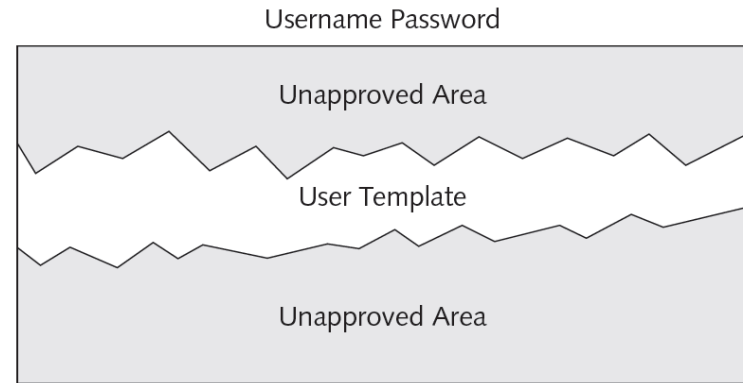 Username Password
Unapproved Area
User Template
Unapproved Area